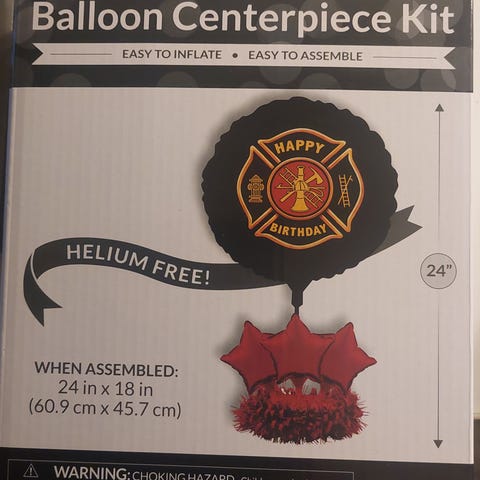 Balloon Centerpiece Kit
EASY TO INFLATE • EASY TO ASSEMBLE
HAPPY
BIRTHDAY
HELIUM FREE!
24"
WHEN ASSEMBLED:
24 in x 18 in
(60.9 cm x 45.7 cm)
WARNING: CHOKING HAZARD